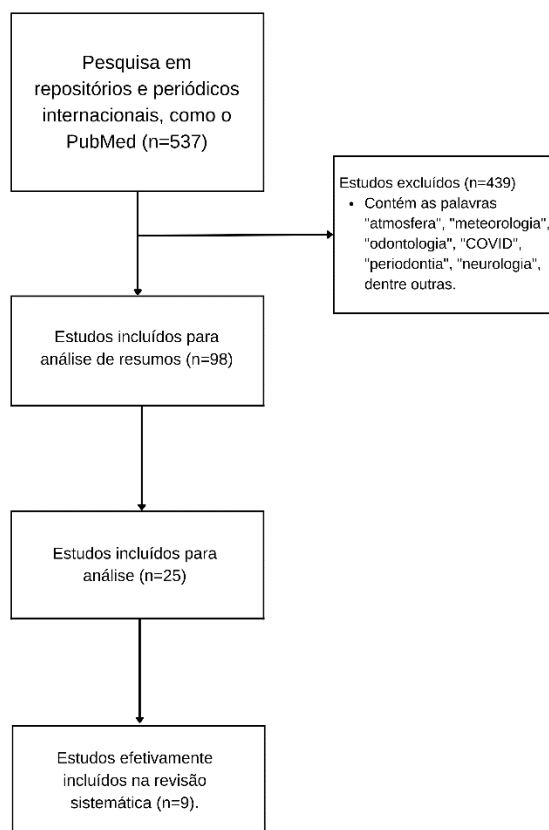 Pesquisa em
repositórios e periódicos
internacionais, como o
PubMed (n=537)
Estudos excluídos (n=439)
• Contém as palavras
"atmosfera", "meteorologia",
"odontologia", "COVID",
"periodontia", "neurologia",
dentre outras.
Estudos incluídos para
análise de resumos (n=98)
Estudos incluídos para
análise (n=25)
Estudos efetivamente
incluídos na revisão
sistemática (n=9).